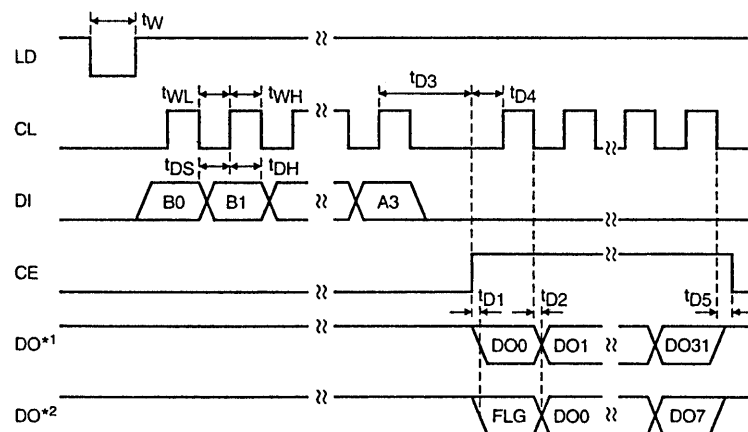 tW
LD
tD3
tWL tWH tD4
CL
tDS tDH
DI B0 B1 A3
CE
tD1 tD2 tD5
DO*1 DO0 DO1 DO31
DO*2 FLG DO0 DO7